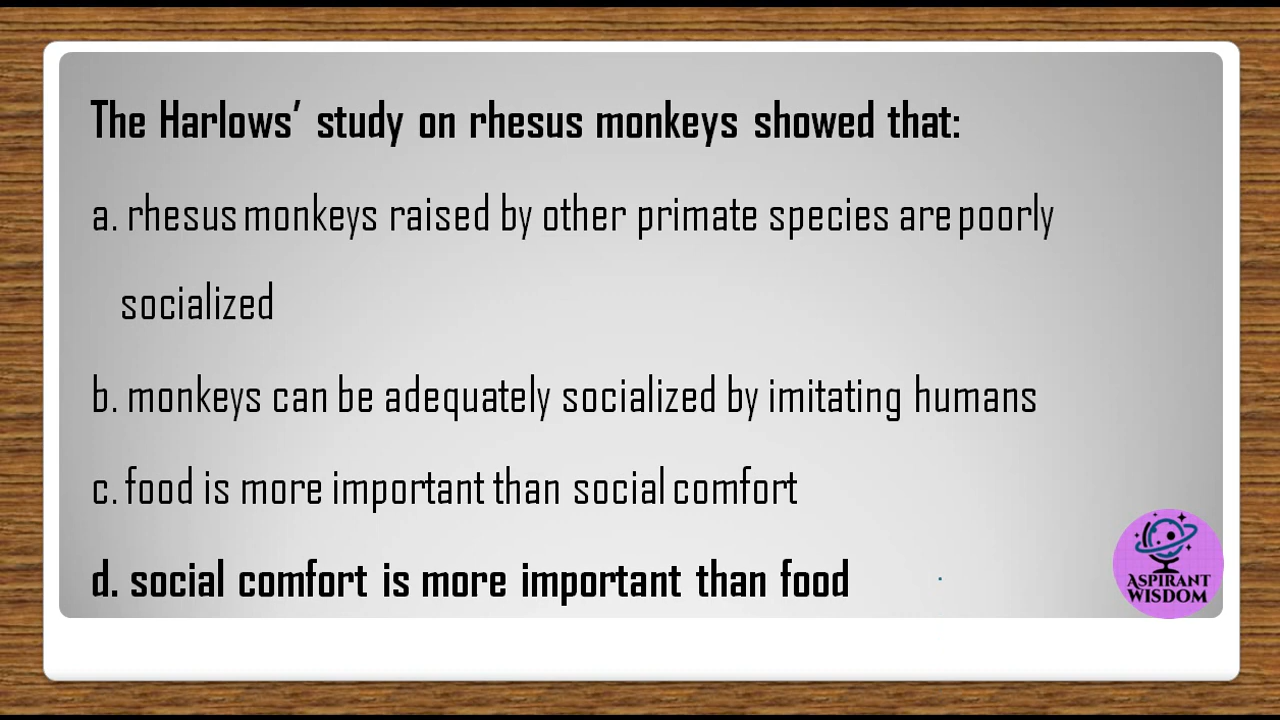 The Harlows’ study on rhesus monkeys showed that:
a. rhesus monkeys raised by other primate species are poorly
socialized
b. monkeys can be adequately socialized by imitating humans
c. food is more important than social comfort
d. social comfort is more important than food
ASPIRANT
WISDOM